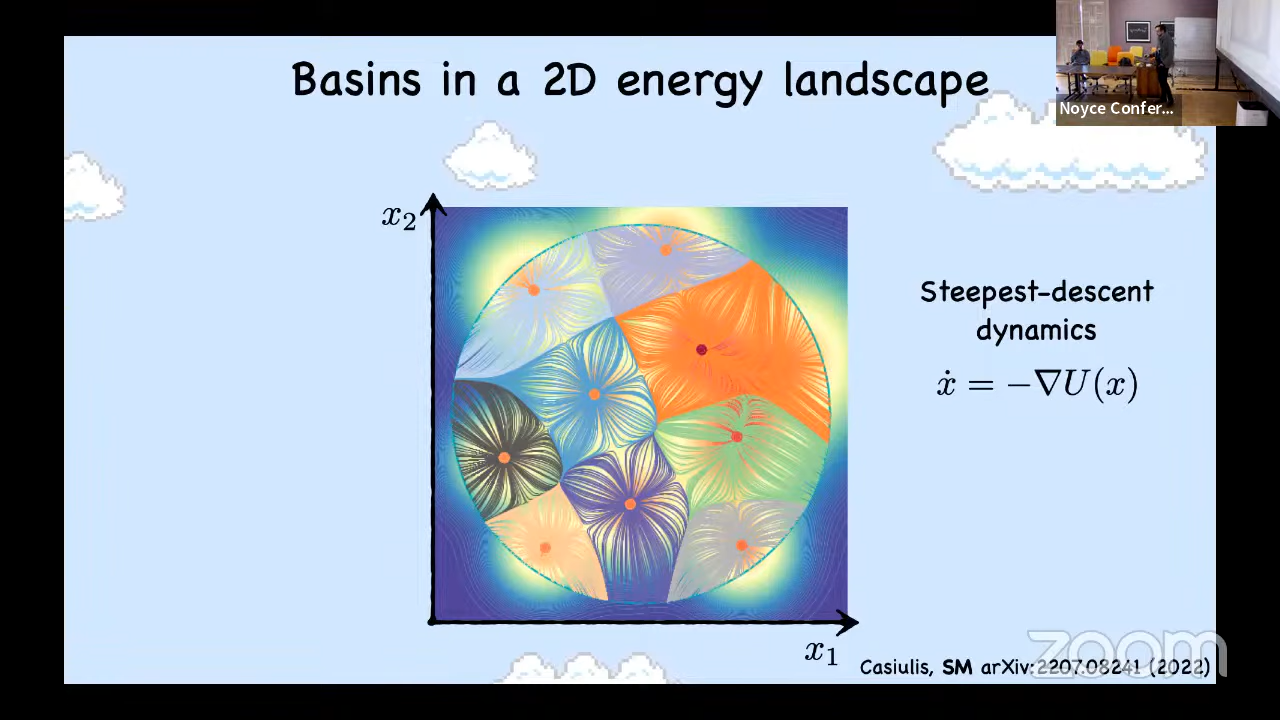 Basins in a 2D energy landscape
Noyce Confer...
x₂
Steepest-descent
dynamics
ẋ = −∇U(x)
x₁
zoom
Casiulis, SM arXiv:2207.08241 (2022)